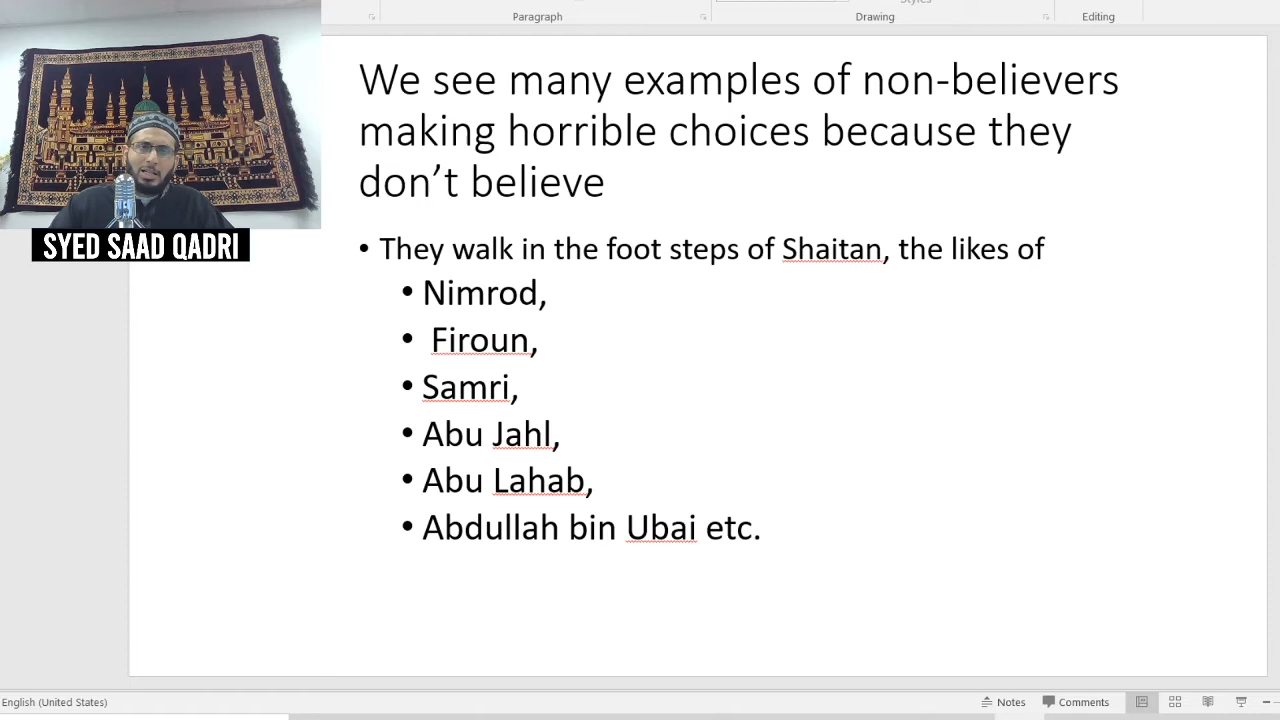 Paragraph
Drawing
Editing
We see many examples of non-believers
making horrible choices because they
don’t believe
SYED SAAD QADRI
• They walk in the foot steps of Shaitan, the likes of
• Nimrod,
• Firoun,
• Samri,
• Abu Jahl,
• Abu Lahab,
• Abdullah bin Ubai etc.
English (United States)
Notes
Comments